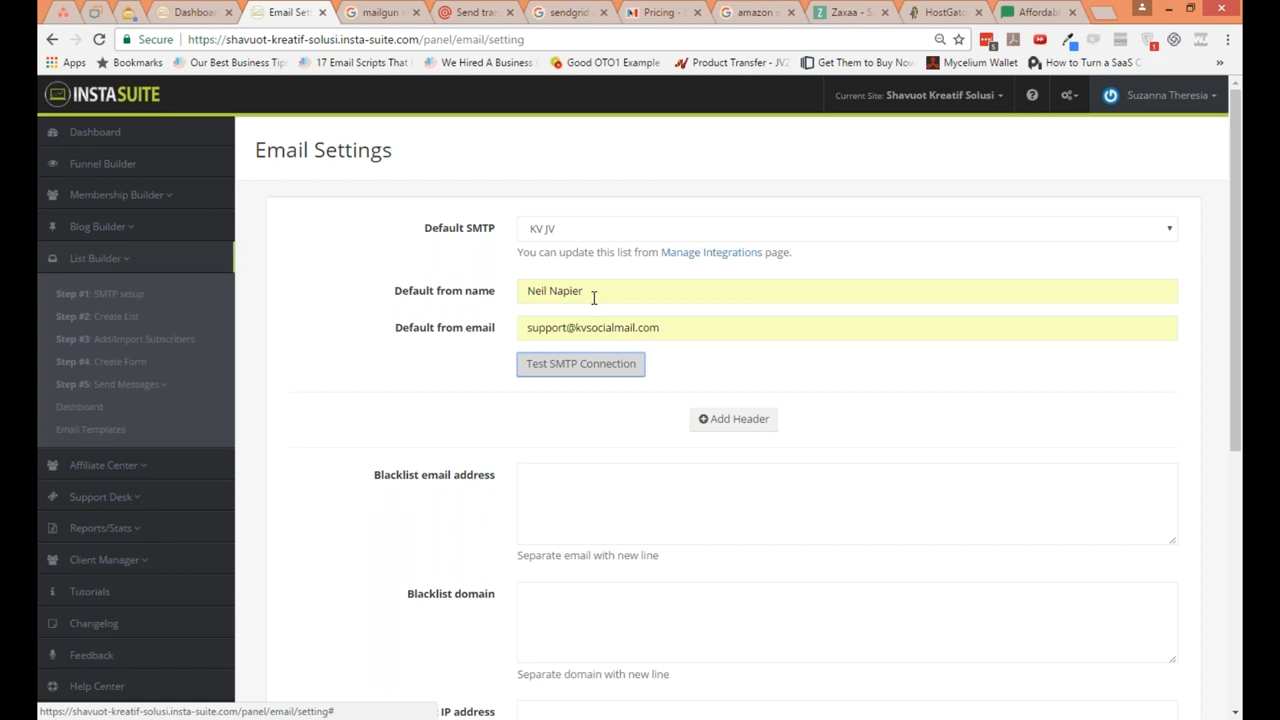 Dashboa
Email Set
mailgun
Send tra
sendgrid
Pricing -
amazon s
Zaxaa - S
HostGato
Affordabl
Secure
https://shavuot-kreatif-solusi.insta-suite.com/panel/email/setting
5
1
Apps
Bookmarks
Our Best Business Tip
17 Email Scripts That
We Hired A Business
Good OTO1 Example
Product Transfer - JVZ
Get Them to Buy Now
Mycelium Wallet
How to Turn a SaaS C
»
INSTASUITE
Current Site: Shavuot Kreatif Solusi
Suzanna Theresia
Dashboard
Funnel Builder
Membership Builder
Blog Builder
List Builder
Step #1: SMTP setup
Step #2: Create List
Step #3: Add/Import Subscribers
Step #4: Create Form
Step #5: Send Messages
Dashboard
Email Templates
Affiliate Center
Support Desk
Reports/Stats
Client Manager
Tutorials
Changelog
Feedback
Help Center
Email Settings
Default SMTP
KV JV
You can update this list from Manage Integrations page.
Default from name
Neil Napier
Default from email
support@kvsocialmail.com
Test SMTP Connection
Add Header
Blacklist email address
Separate email with new line
Blacklist domain
Separate domain with new line
IP address
https://shavuot-kreatif-solusi.insta-suite.com/panel/email/setting#